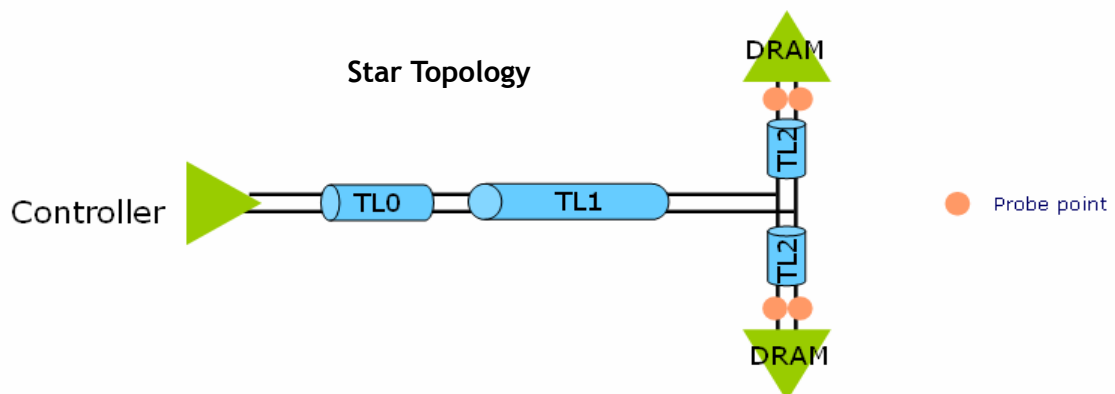 DRAM
Star Topology
TL2
Controller
TL0
TL1
Probe point
TL2
DRAM